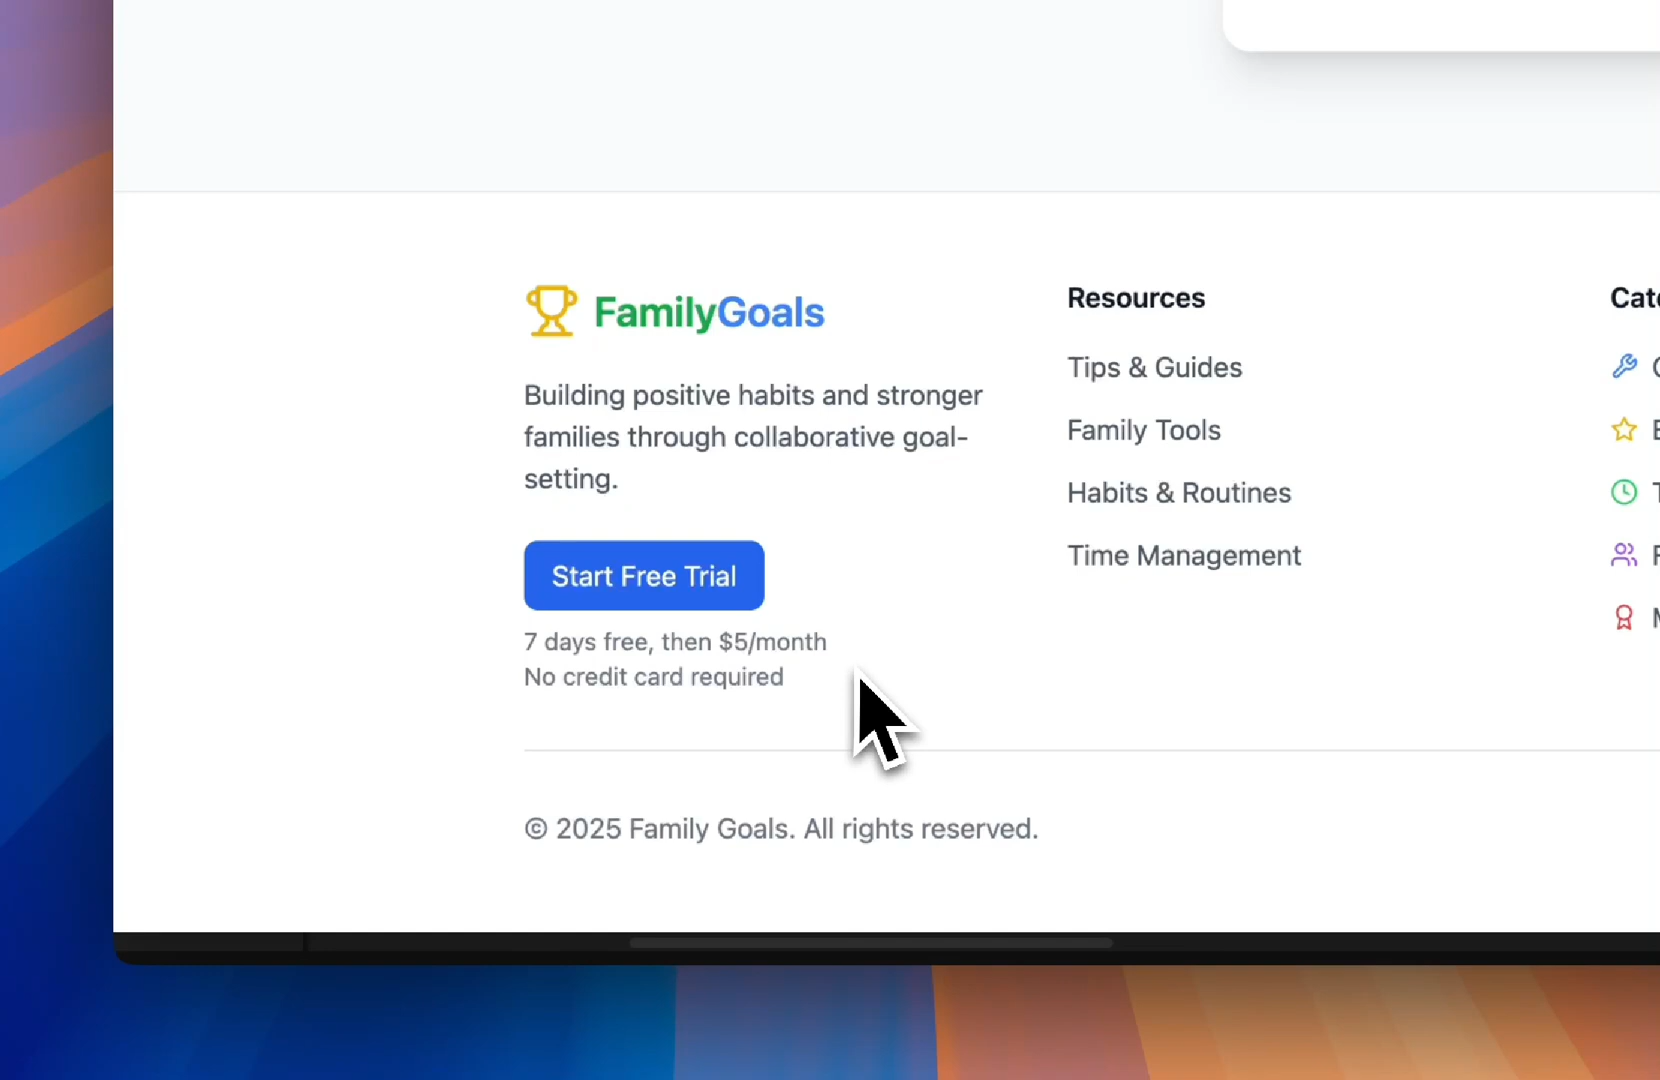 FamilyGoals
Building positive habits and stronger
families through collaborative goal-
setting.
Start Free Trial
7 days free, then $5/month
No credit card required
Resources
Tips & Guides
Family Tools
Habits & Routines
Time Management
© 2025 Family Goals. All rights reserved.